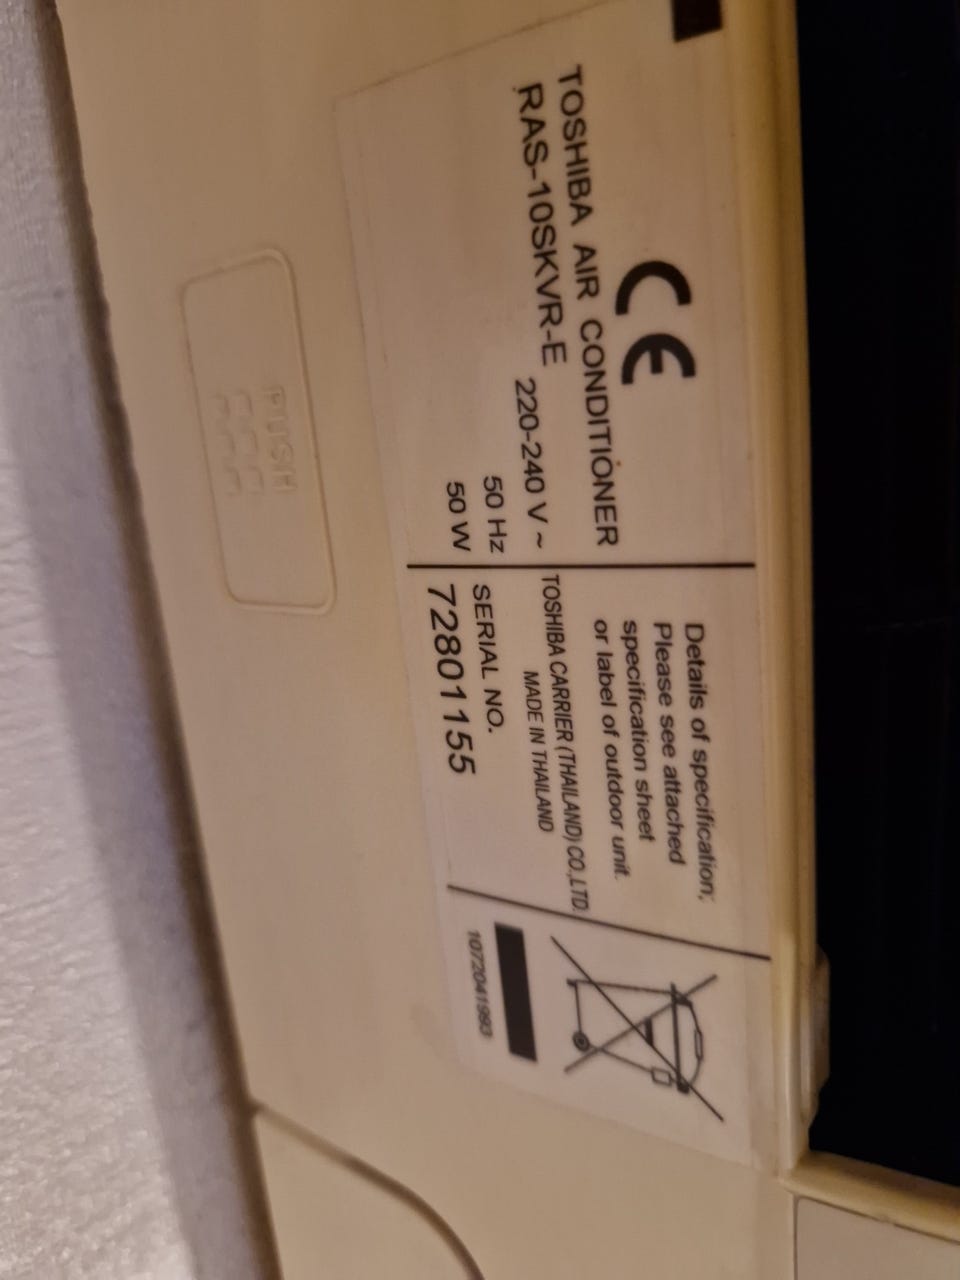 CE
TOSHIBA AIR CONDITIONER
RAS-10SKVR-E 220-240 V ~
50 Hz
50 W
Details of specification;
Please see attached
specification sheet
or label of outdoor unit.
TOSHIBA CARRIER (THAILAND) CO.,LTD.
MADE IN THAILAND
SERIAL NO.
72801155
1072041993
PUSH